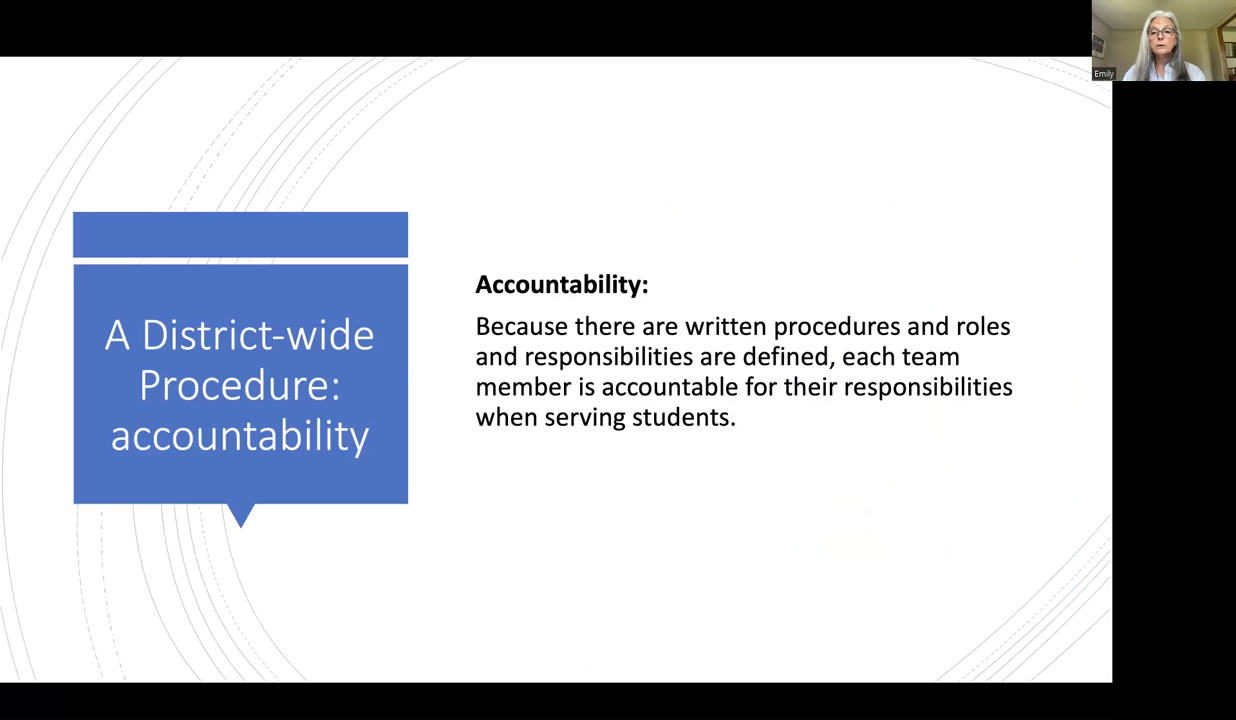 Emily
A District-wide
Procedure:
accountability
Accountability:
Because there are written procedures and roles
and responsibilities are defined, each team
member is accountable for their responsibilities
when serving students.